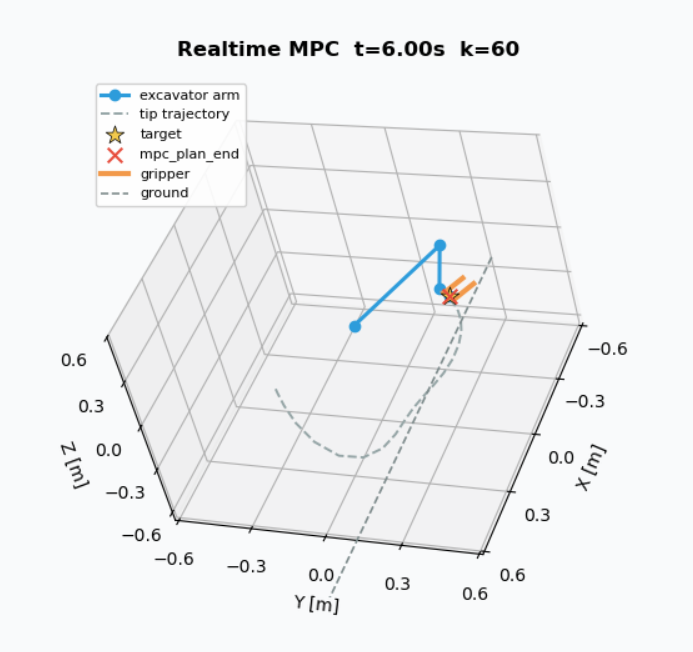 Realtime MPC  t=6.00s  k=60
excavator arm
tip trajectory
target
mpc_plan_end
gripper
ground
0.6
0.3
0.0
−0.3
−0.6
Z [m]
−0.6
−0.3
0.0
0.3
0.6
Y [m]
−0.6
−0.3
0.0
0.3
0.6
X [m]